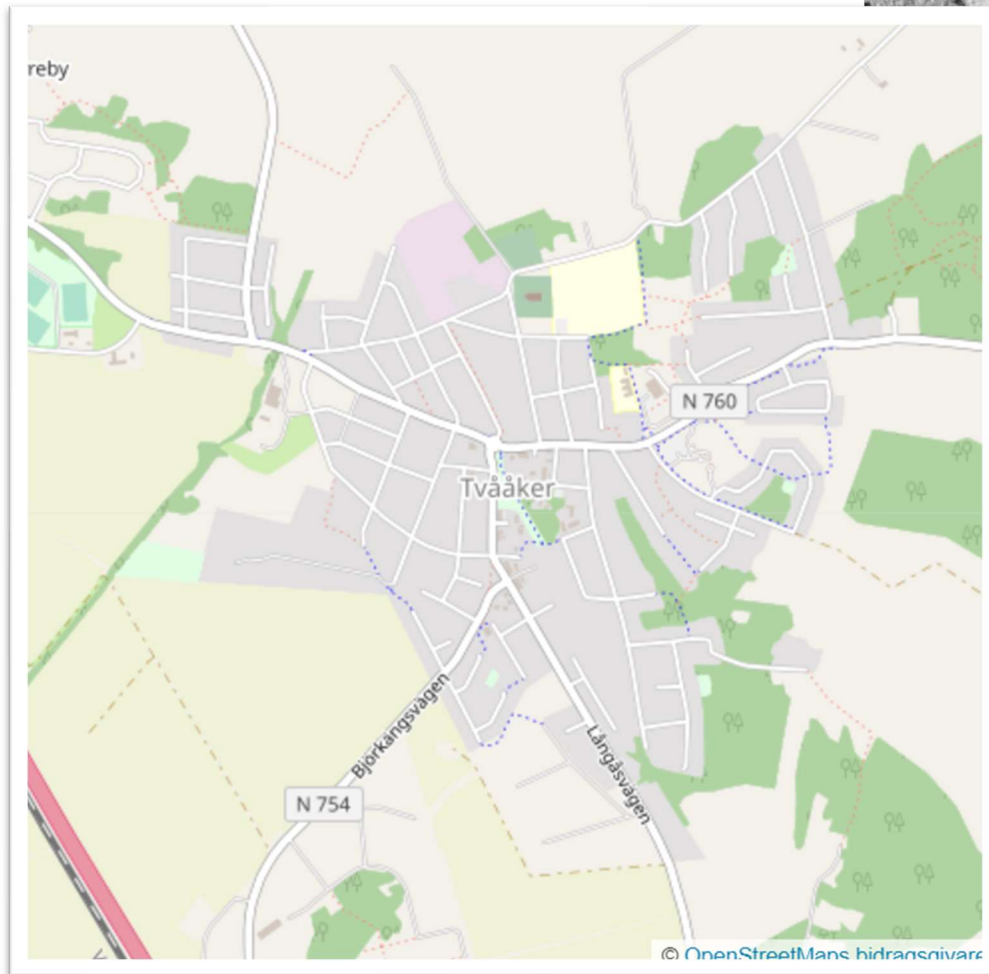 reby
N 760
Tvååker
Björkängsvägen
Långåsvägen
N 754
© OpenStreetMaps bidragsgivare